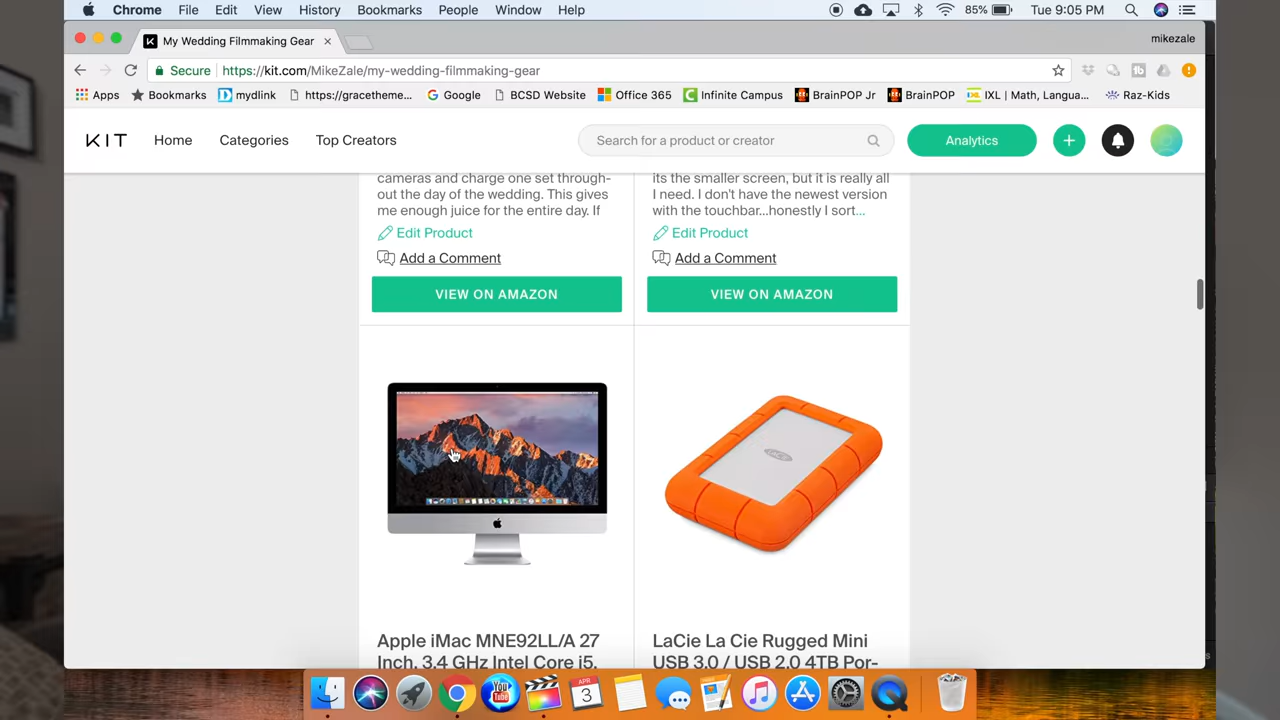 Chrome File Edit View History Bookmarks People Window Help 85% Tue 9:05 PM
My Wedding Filmmaking Gear mikezale
Secure https://kit.com/MikeZale/my-wedding-filmmaking-gear
Apps Bookmarks mydlink https://gracetheme... Google BCSD Website Office 365 Infinite Campus BrainPOP Jr BrainPOP IXL | Math, Langua... Raz-Kids
KIT Home Categories Top Creators Search for a product or creator Analytics
cameras and charge one set through-
out the day of the wedding. This gives
me enough juice for the entire day. If
Edit Product
Add a Comment
VIEW ON AMAZON
its the smaller screen, but it is really all
I need. I don't have the newest version
with the touchbar...honestly I sort...
Edit Product
Add a Comment
VIEW ON AMAZON
Apple iMac MNE92LL/A 27
Inch, 3.4 GHz Intel Core i5,
LaCie La Cie Rugged Mini
USB 3.0 / USB 2.0 4TB Por-
You
Tube
APR
3